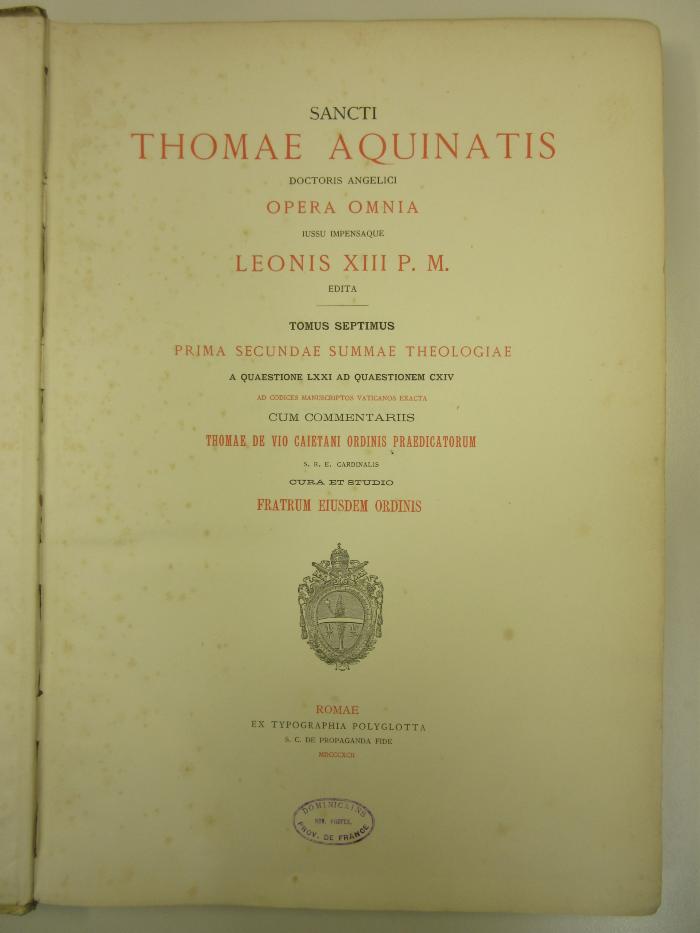 SANCTI
THOMAE AQUINATIS
DOCTORIS ANGELICI
OPERA OMNIA
IUSSU IMPENSAQUE
LEONIS XIII P. M.
EDITA
TOMUS SEPTIMUS
PRIMA SECUNDAE SUMMAE THEOLOGIAE
A QUAESTIONE LXXI AD QUAESTIONEM CXIV
AD CODICES MANUSCRIPTOS VATICANOS EXACTA
CUM COMMENTARIIS
THOMAE DE VIO CAIETANI ORDINIS PRAEDICATORUM
S. R. E. CARDINALIS
CURA ET STUDIO
FRATRUM EIUSDEM ORDINIS
ROMAE
EX TYPOGRAPHIA POLYGLOTTA
S. C. DE PROPAGANDA FIDE
MDCCCXCII
DOMINICAINS
PROV. DE FRANCE